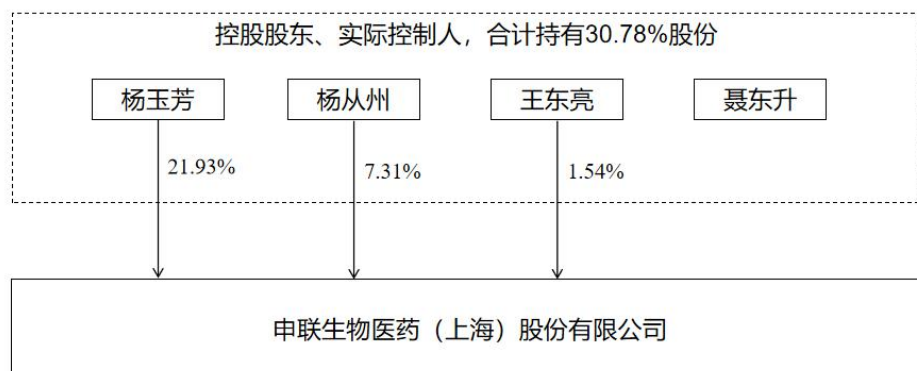 控股股东、实际控制人，合计持有30.78%股份
杨玉芳 杨从州 王东亮 聂东升
21.93% 7.31% 1.54%
申联生物医药（上海）股份有限公司